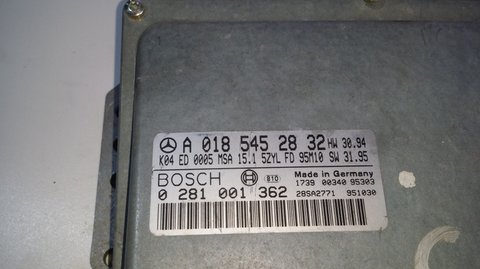 A 018 545 28 32 HW 30.94
K04 ED 0005 MSA 15.1 5ZYL FD 95M10 SW 31.95
BOSCH 810 Made in Germany
1739 00340 95303
0 281 001 362 28SA2771 951030